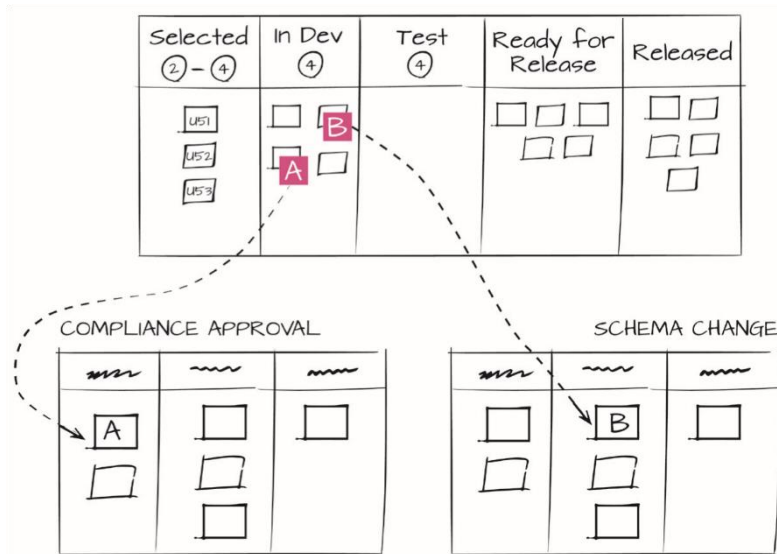 Selected
2 - 4
In Dev
4
Test
4
Ready for
Release
Released
US1
US2
US3
B
A
COMPLIANCE APPROVAL
A
SCHEMA CHANGE
B